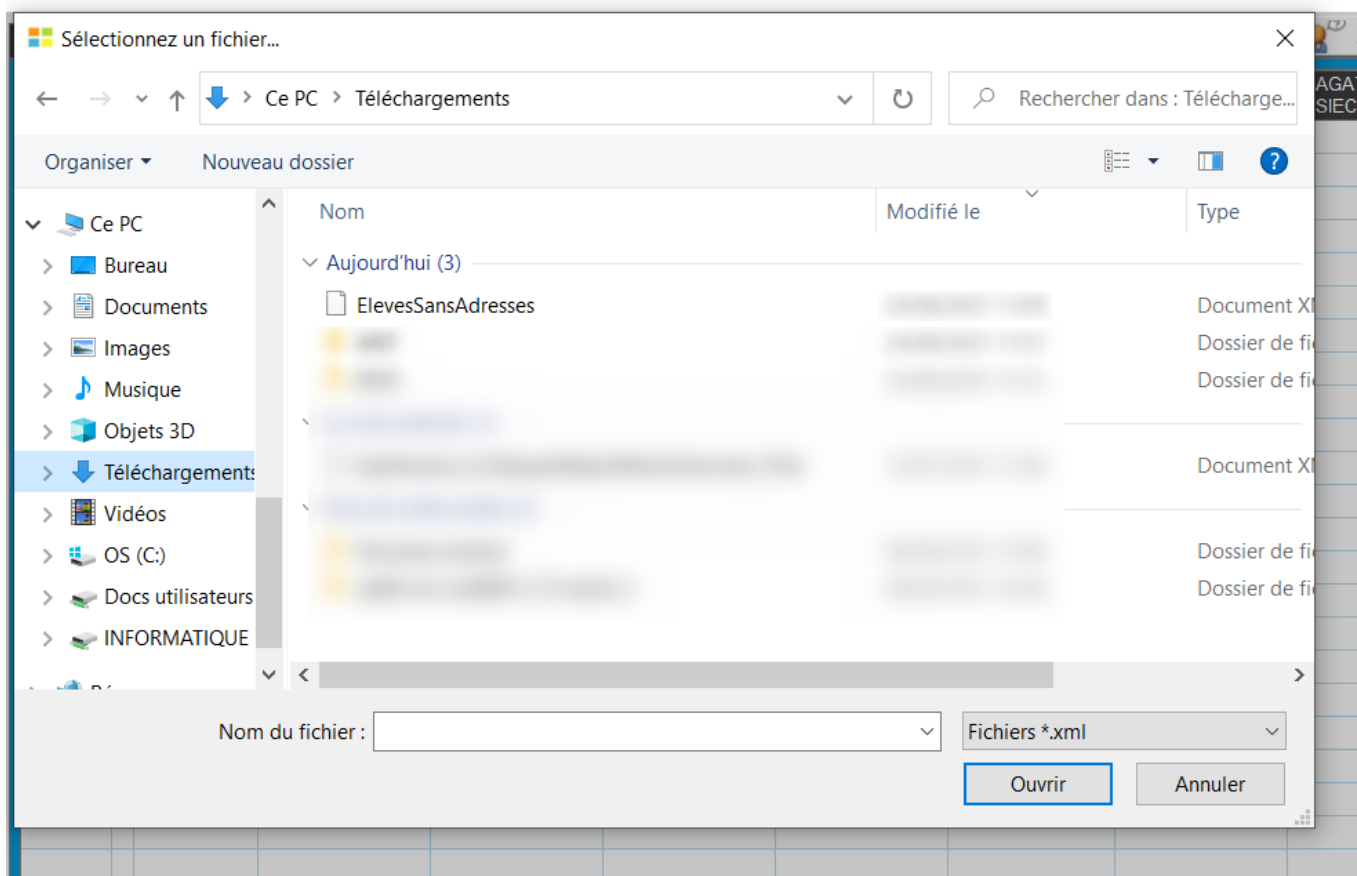 Sélectionnez un fichier...
Ce PC > Téléchargements
Rechercher dans : Télécharge...
AGA
SIEC
Organiser
Nouveau dossier
Nom
Modifié le
Type
Ce PC
Bureau
Documents
Images
Musique
Objets 3D
Téléchargements
Vidéos
OS (C:)
Docs utilisateurs
INFORMATIQUE
Aujourd'hui (3)
ElevesSansAdresses
Document XM
Dossier de fi
Dossier de fi
Document XM
Dossier de fi
Dossier de fi
Nom du fichier :
Fichiers *.xml
Ouvrir
Annuler